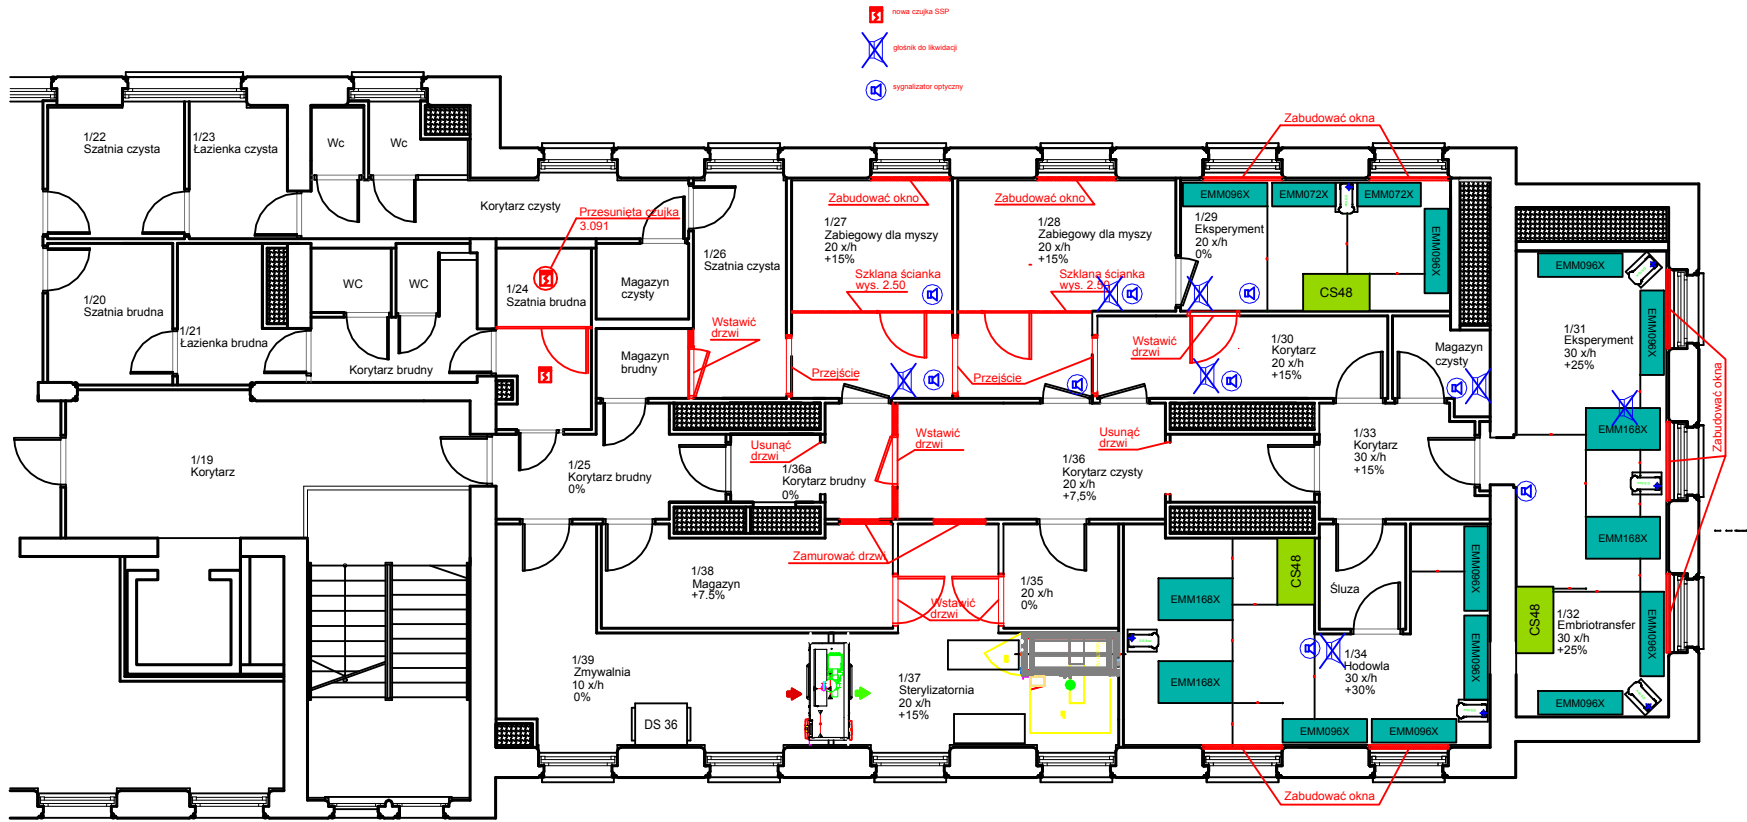 nowa czujka SSP
głośnik do likwidacji
sygnalizator optyczny
Zabudować okna
1/22
Szatnia czysta
1/23
Łazienka czysta
Wc
Wc
Korytarz czysty
Przesunięta czujka
3.091
1/24
Szatnia brudna
Magazyn
czysty
1/26
Szatnia czysta
Zabudować okno
1/27
Zabiegowy dla myszy
20 x/h
+15%
Szklana ścianka
wys. 2.50
Zabudować okno
1/28
Zabiegowy dla myszy
20 x/h
+15%
Szklana ścianka
wys. 2.50
EMM096X
EMM072X
EMM072X
1/29
Eksperyment
20 x/h
0%
EMM096X
CS48
EMM096X
EMM096X
1/31
Eksperyment
30 x/h
+25%
Zabudować okna
1/20
Szatnia brudna
1/21
Łazienka brudna
WC
WC
Korytarz brudny
Magazyn
brudny
Wstawić
drzwi
Przejście
Przejście
Wstawić
drzwi
1/30
Korytarz
20 x/h
+15%
Magazyn
czysty
EMM168X
1/19
Korytarz
1/25
Korytarz brudny
0%
Usunąć
drzwi
1/36a
Korytarz brudny
0%
Wstawić
drzwi
1/36
Korytarz czysty
20 x/h
+7,5%
Usunąć
drzwi
1/33
Korytarz
30 x/h
+15%
EMM168X
Zamurować drzwi
1/38
Magazyn
+7.5%
Wstawić
drzwi
1/35
20 x/h
0%
EMM168X
CS48
Śluza
EMM096X
CS48
1/32
Embriotransfer
30 x/h
+25%
EMM096X
1/39
Zmywalnia
10 x/h
0%
DS 36
1/37
Sterylizatornia
20 x/h
+15%
EMM168X
1/34
Hodowla
30 x/h
+30%
EMM096X
EMM096X
EMM096X
EMM096X
Zabudować okna